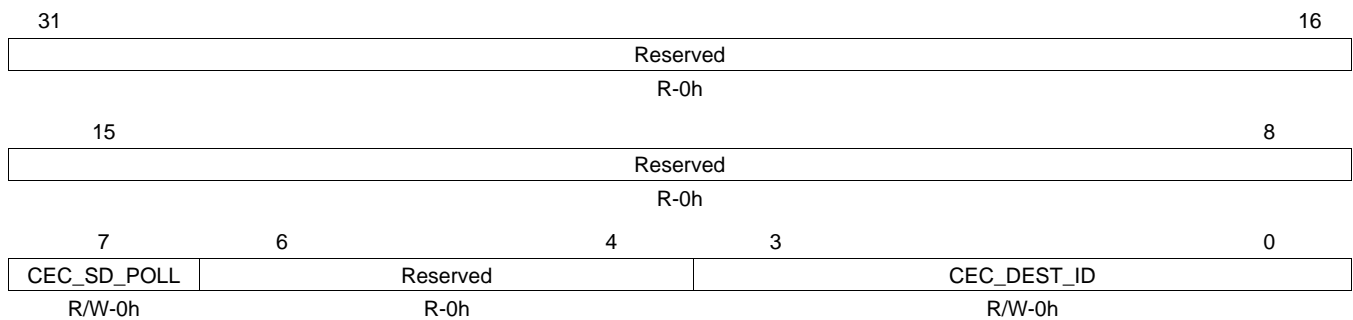 31 16
Reserved
R-0h
15 8
Reserved
R-0h
7 6 4 3 0
CEC_SD_POLL Reserved CEC_DEST_ID
R/W-0h R-0h R/W-0h